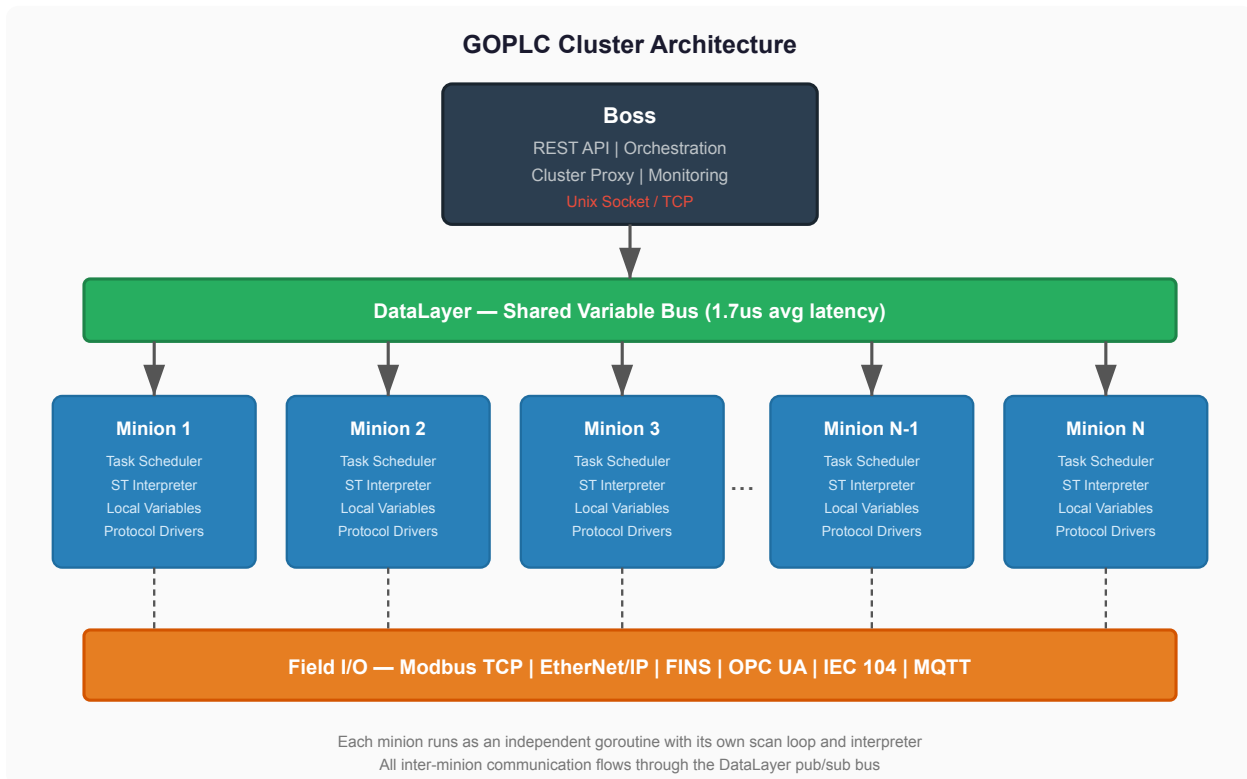 GOPLC Cluster Architecture
Boss
REST API | Orchestration
Cluster Proxy | Monitoring
Unix Socket / TCP
DataLayer — Shared Variable Bus (1.7us avg latency)
Minion 1
Task Scheduler
ST Interpreter
Local Variables
Protocol Drivers
Minion 2
Task Scheduler
ST Interpreter
Local Variables
Protocol Drivers
Minion 3
Task Scheduler
ST Interpreter
Local Variables
Protocol Drivers
...
Minion N-1
Task Scheduler
ST Interpreter
Local Variables
Protocol Drivers
Minion N
Task Scheduler
ST Interpreter
Local Variables
Protocol Drivers
Field I/O — Modbus TCP | EtherNet/IP | FINS | OPC UA | IEC 104 | MQTT
Each minion runs as an independent goroutine with its own scan loop and interpreter
All inter-minion communication flows through the DataLayer pub/sub bus